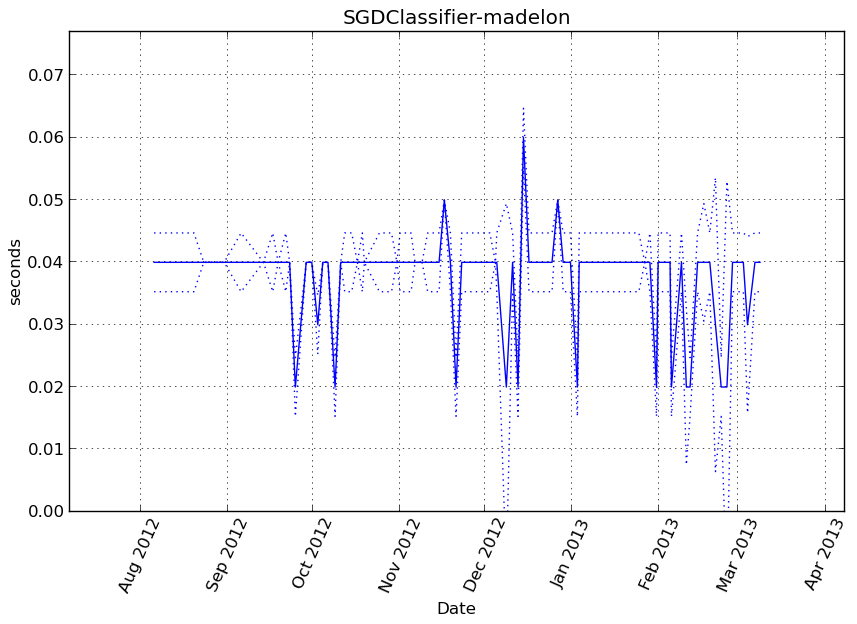 SGDClassifier-madelon
0.07
0.06
0.05
0.04
0.03
0.02
0.01
0.00
seconds
Aug 2012
Sep 2012
Oct 2012
Nov 2012
Dec 2012
Jan 2013
Feb 2013
Mar 2013
Apr 2013
Date